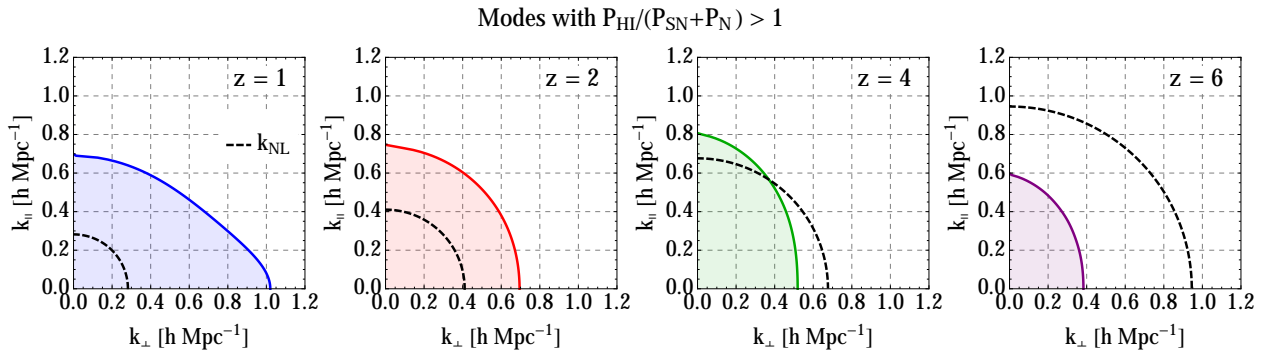 Modes with P_HI/(P_SN+P_N) > 1
z = 1
k_NL
k_∥ [h Mpc⁻¹]
0.0 0.2 0.4 0.6 0.8 1.0 1.2
0.0 0.2 0.4 0.6 0.8 1.0 1.2
k_⊥ [h Mpc⁻¹]
z = 2
k_∥ [h Mpc⁻¹]
0.0 0.2 0.4 0.6 0.8 1.0 1.2
0.0 0.2 0.4 0.6 0.8 1.0 1.2
k_⊥ [h Mpc⁻¹]
z = 4
k_∥ [h Mpc⁻¹]
0.0 0.2 0.4 0.6 0.8 1.0 1.2
0.0 0.2 0.4 0.6 0.8 1.0 1.2
k_⊥ [h Mpc⁻¹]
z = 6
k_∥ [h Mpc⁻¹]
0.0 0.2 0.4 0.6 0.8 1.0 1.2
0.0 0.2 0.4 0.6 0.8 1.0 1.2
k_⊥ [h Mpc⁻¹]